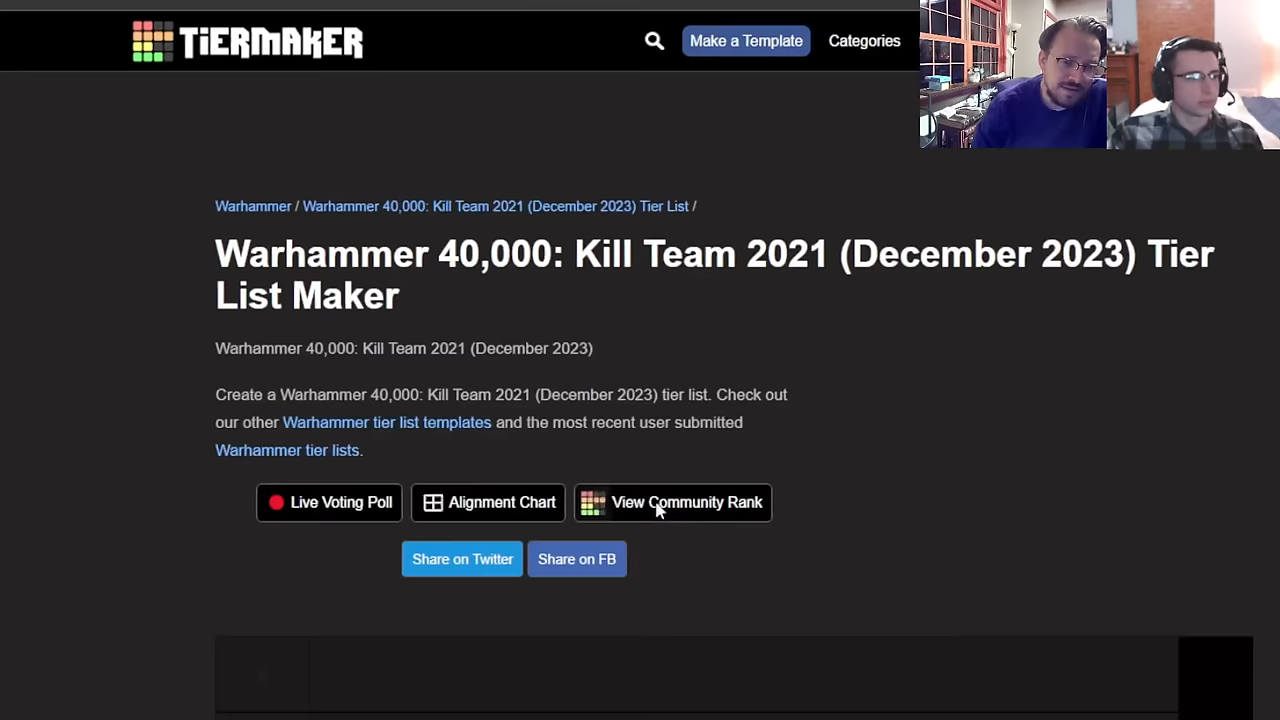 TiERMAKER
Make a Template
Categories
Warhammer / Warhammer 40,000: Kill Team 2021 (December 2023) Tier List /
Warhammer 40,000: Kill Team 2021 (December 2023) Tier
List Maker
Warhammer 40,000: Kill Team 2021 (December 2023)
Create a Warhammer 40,000: Kill Team 2021 (December 2023) tier list. Check out
our other Warhammer tier list templates and the most recent user submitted
Warhammer tier lists.
Live Voting Poll
Alignment Chart
View Community Rank
Share on Twitter
Share on FB